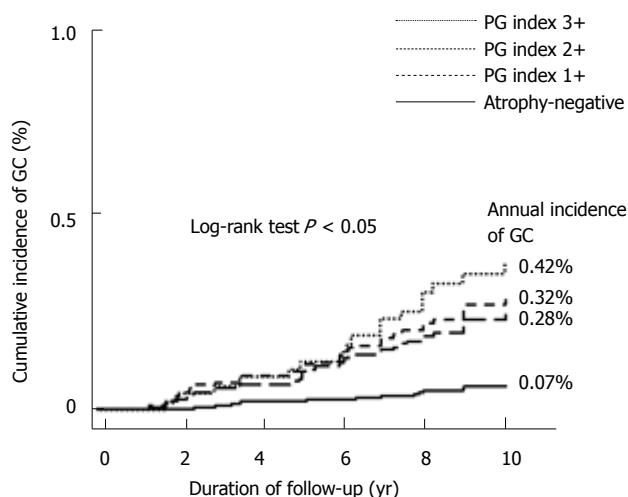 PG index 3+
PG index 2+
PG index 1+
Atrophy-negative
1.0
0.5
0
Cumulative incidence of GC (%)
Log-rank test P < 0.05
Annual incidence
of GC
0.42%
0.32%
0.28%
0.07%
0 2 4 6 8 10
Duration of follow-up (yr)